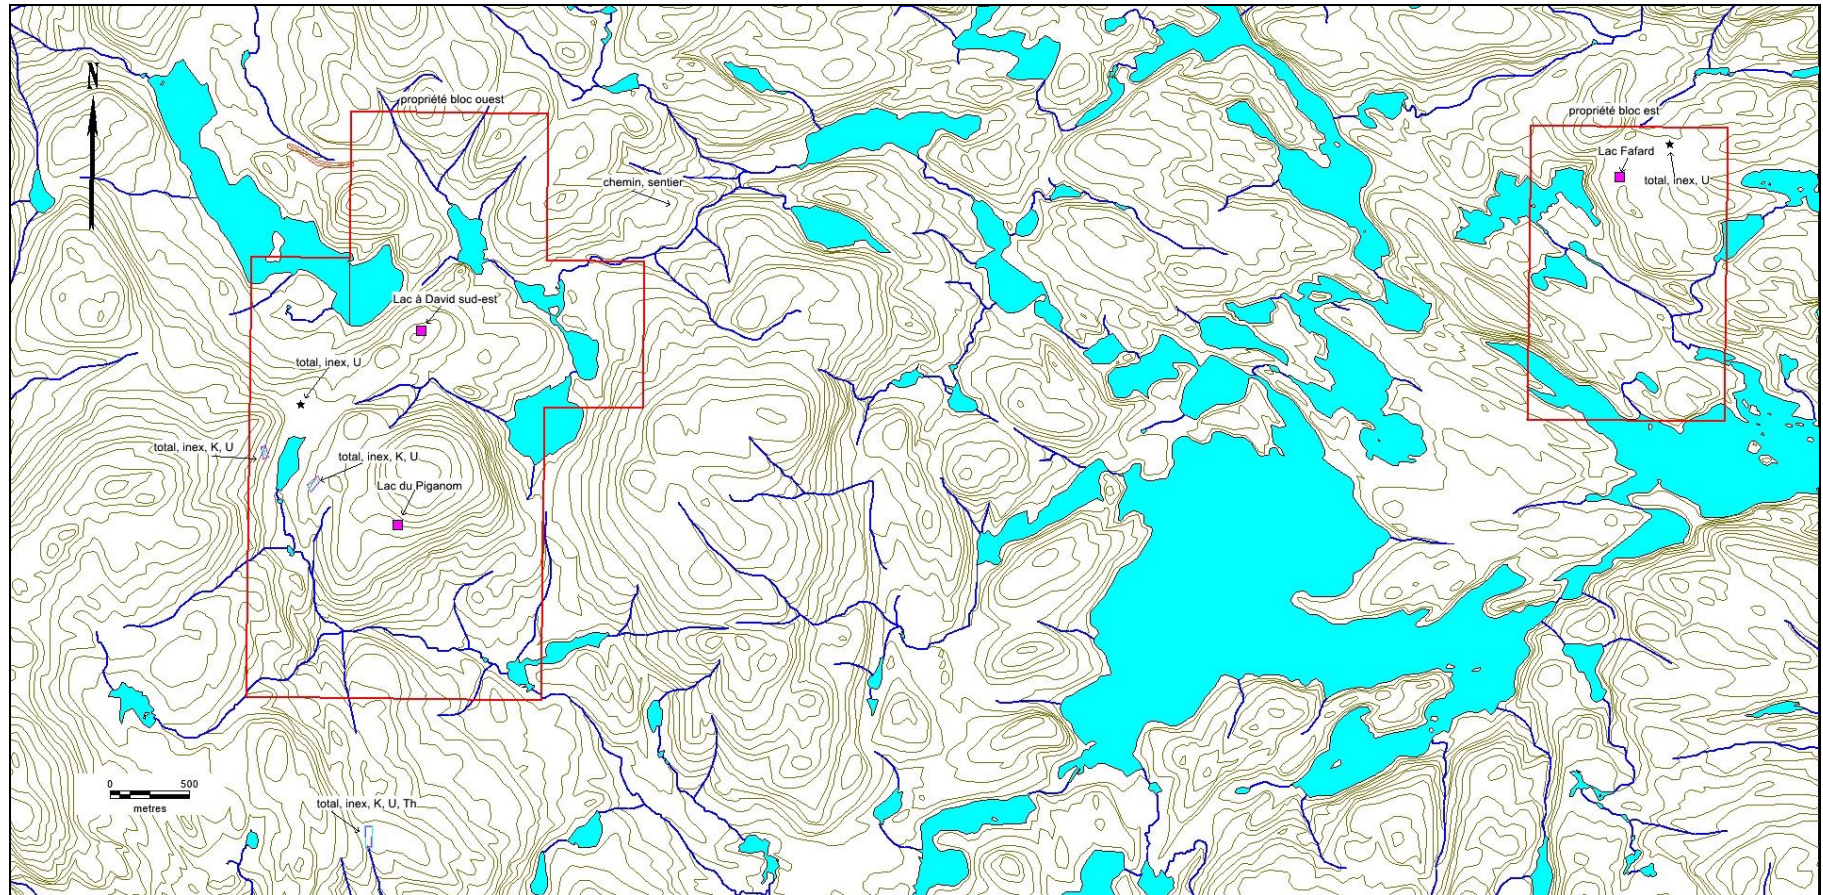 N
propriété bloc ouest
propriété bloc est
Lac Fafard
total, inex, U
chemin, sentier
Lac à David sud-est
total, inex, U
total, inex, K, U
total, inex, K, U
Lac du Piganom
0 500
metres
total, inex, K, U, Th